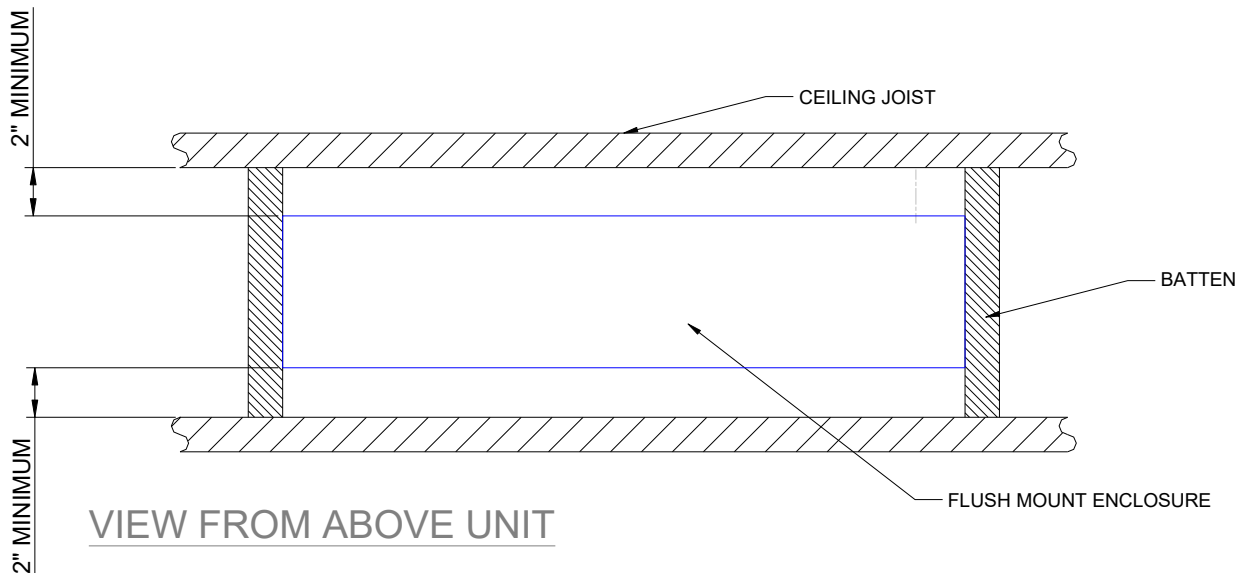 2" MINIMUM
CEILING JOIST
BATTEN
FLUSH MOUNT ENCLOSURE
2" MINIMUM
VIEW FROM ABOVE UNIT